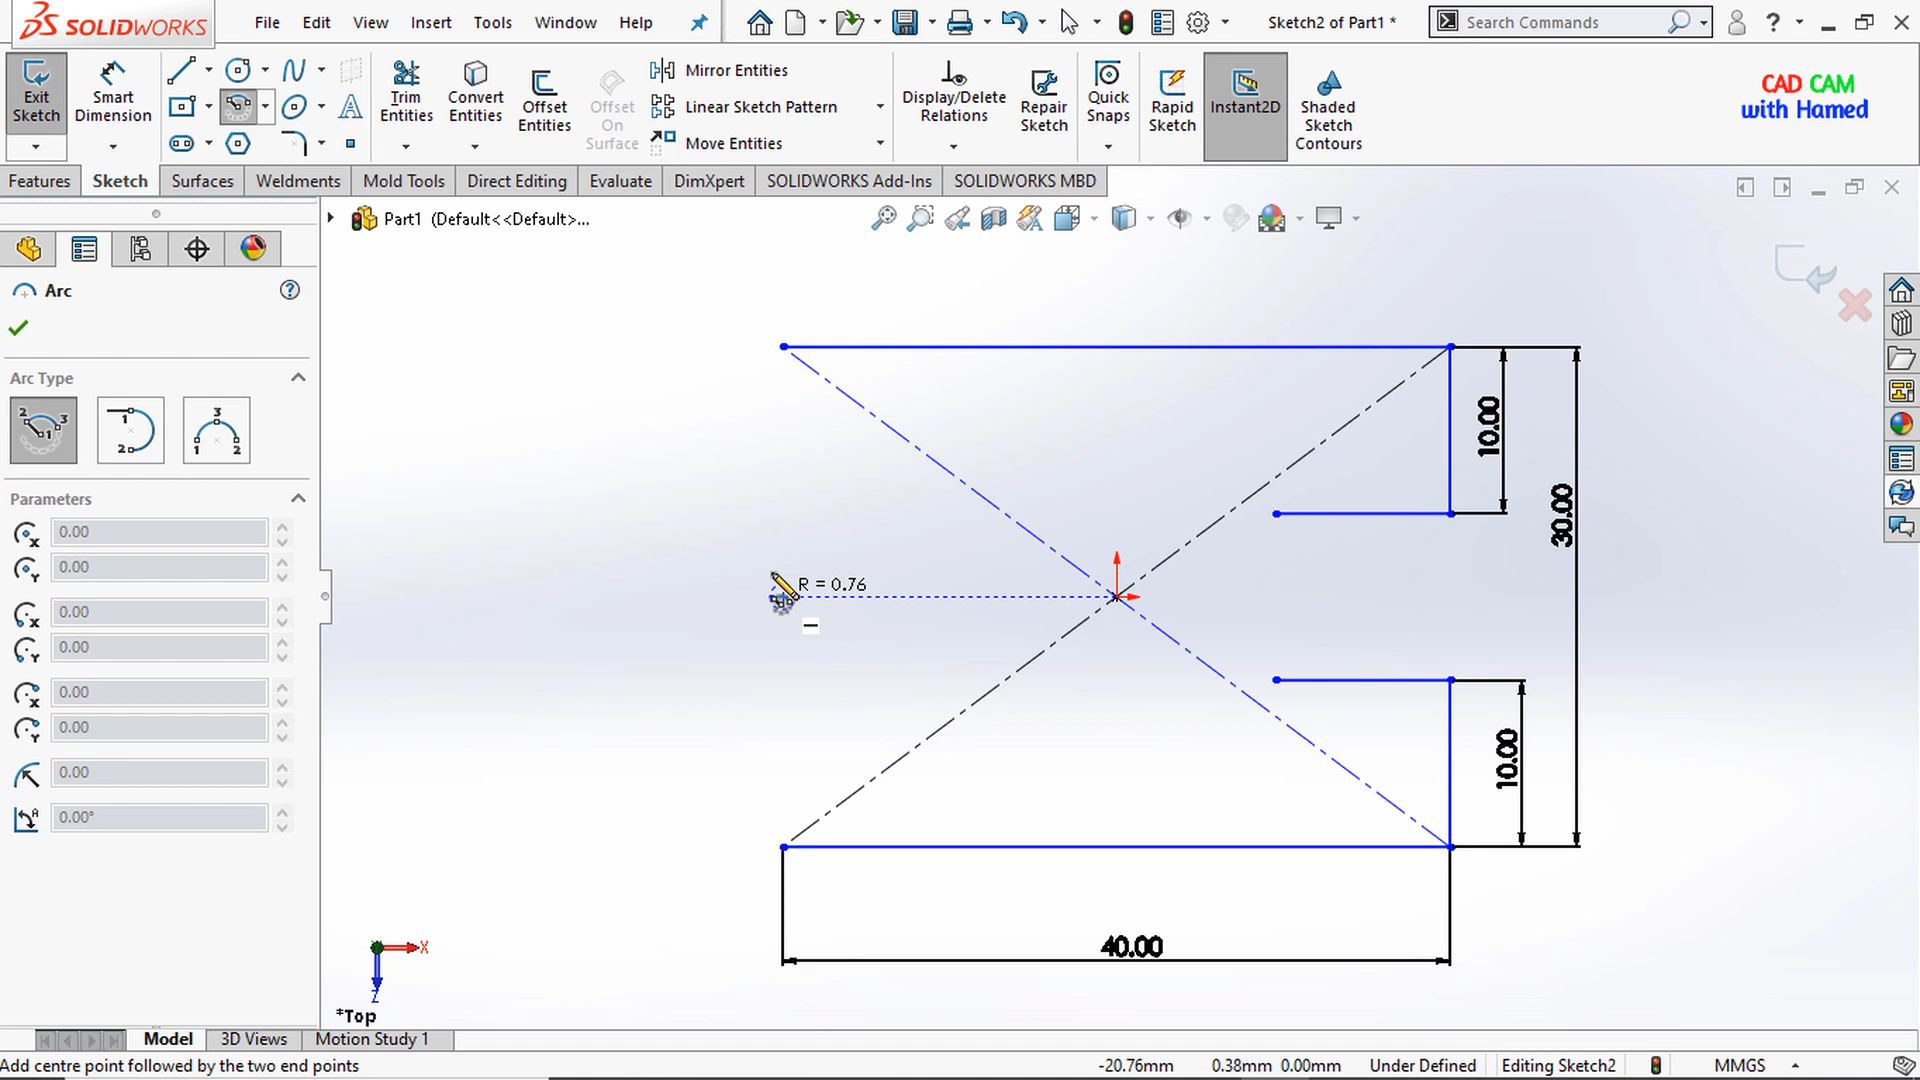 SOLIDWORKS
File Edit View Insert Tools Window Help
Sketch2 of Part1 *
Search Commands
Exit Sketch
Smart Dimension
Trim Entities
Convert Entities
Offset Entities
Offset On Surface
Mirror Entities
Linear Sketch Pattern
Move Entities
Display/Delete Relations
Repair Sketch
Quick Snaps
Rapid Sketch
Instant2D
Shaded Sketch Contours
CAD CAM
with Hamed
Features Sketch Surfaces Weldments Mold Tools Direct Editing Evaluate DimXpert SOLIDWORKS Add-Ins SOLIDWORKS MBD
Part1 (Default<<Default>...
Arc
Arc Type
Parameters
0.00
0.00
0.00
0.00
0.00
0.00
0.00
0.00°
R = 0.76
10.00
30.00
10.00
40.00
X
Z
*Top
Model 3D Views Motion Study 1
Add centre point followed by the two end points
-20.76mm 0.38mm 0.00mm Under Defined Editing Sketch2 MMGS